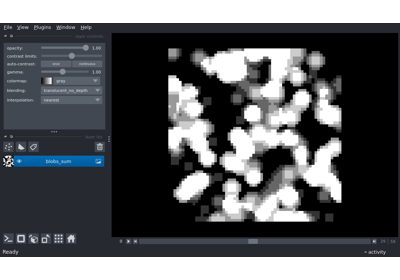 File View Plugins Window Help
opacity: 1.00
contrast limits:
auto-contrast: once continuous
gamma: 1.00
colormap: gray
blending: translucent_no_depth
interpolation: nearest
blobs_sum
Ready
activity